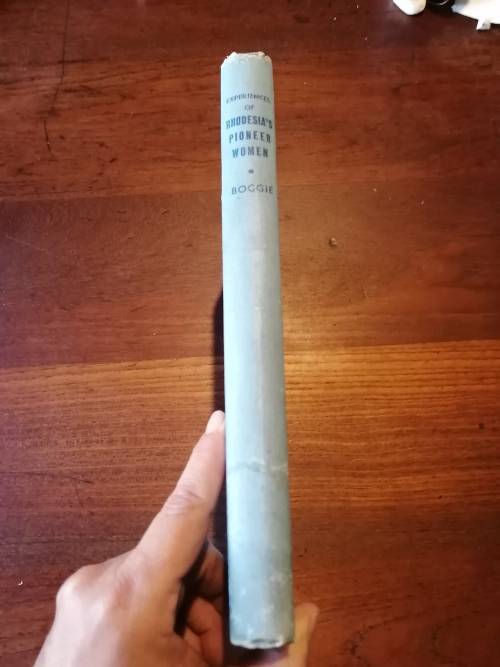 EXPERIENCES
OF
RHODESIA'S
PIONEER
WOMEN
BOGGIE